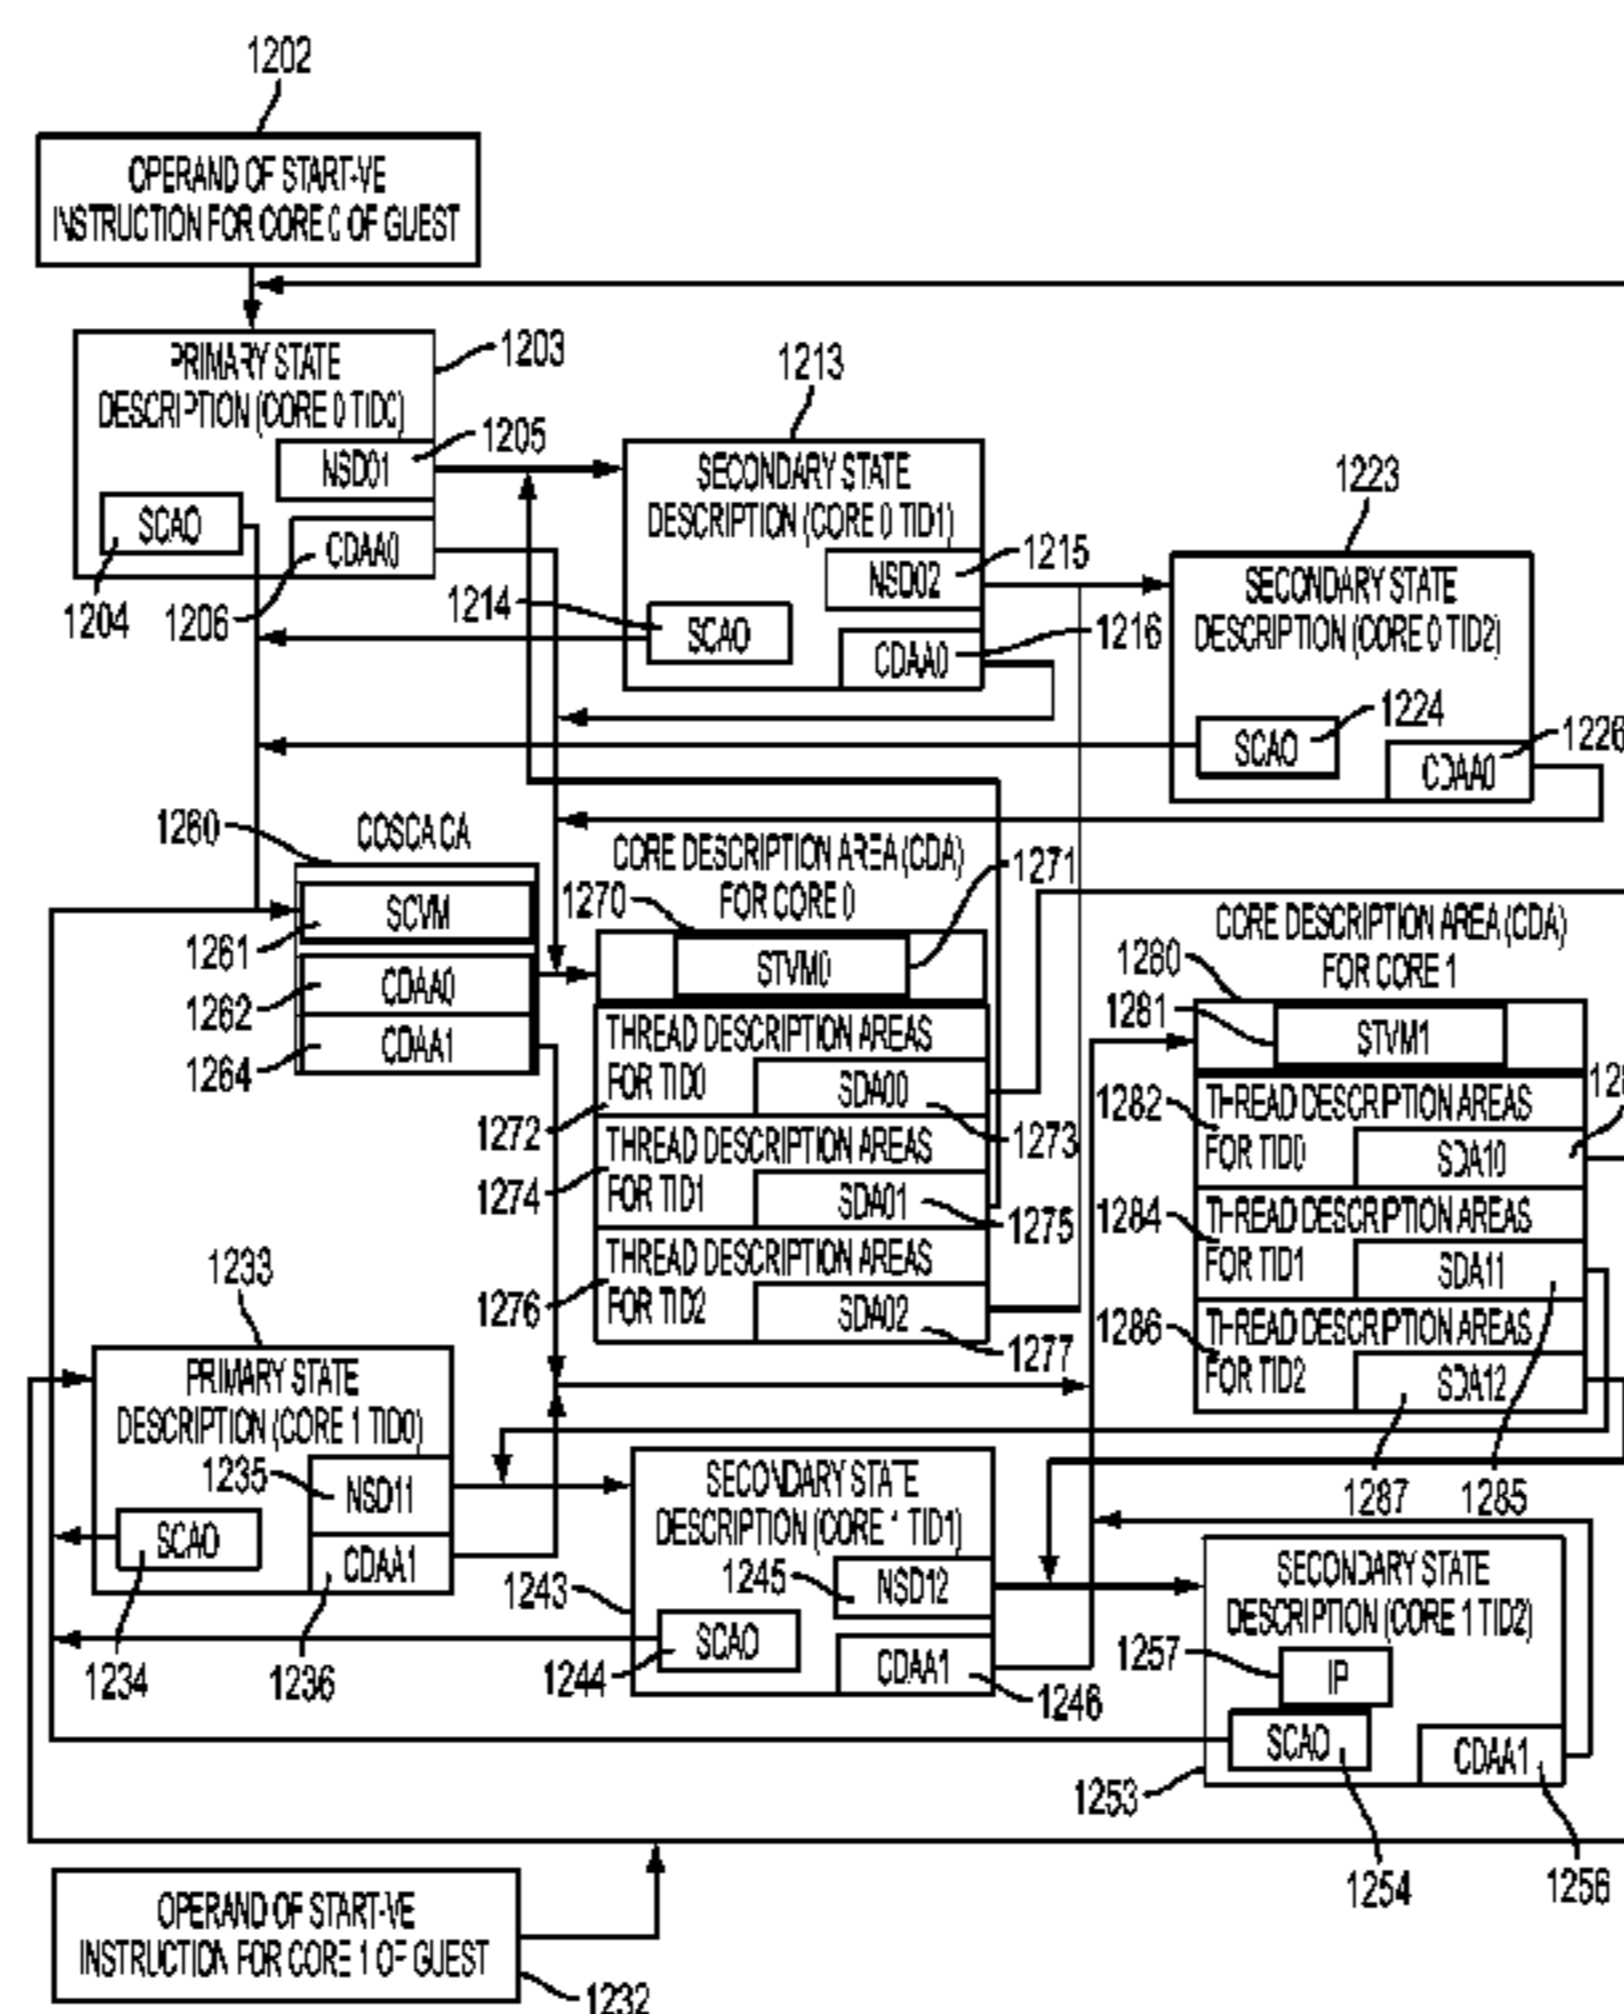 1202
OPERAND OF START-VE
INSTRUCTION FOR CORE 0 OF GUEST
PRIMARY STATE
DESCRIPTION (CORE 0 TID0)
1203
NSD01
1205
SCAO
CDAA0
1204
1206
1213
SECONDARY STATE
DESCRIPTION (CORE 0 TID1)
NSD02
1215
1214
SCAO
CDAA0
1216
1223
SECONDARY STATE
DESCRIPTION (CORE 0 TID2)
SCAO
1224
CDAA0
1226
1260
COSCA CA
SCVM
1261
CDAA0
1262
CDAA1
1264
CORE DESCRIPTION AREA (CDA)
FOR CORE 0
1270
1271
STVM0
THREAD DESCRIPTION AREAS
FOR TID0
SDA00
1272
1273
THREAD DESCRIPTION AREAS
FOR TID1
SDA01
1274
1275
THREAD DESCRIPTION AREAS
FOR TID2
SDA02
1276
1277
CORE DESCRIPTION AREA (CDA)
FOR CORE 1
1280
1281
STVM1
1282
THREAD DESCRIPTION AREAS
FOR TID0
SDA10
1284
THREAD DESCRIPTION AREAS
FOR TID1
SDA11
1286
THREAD DESCRIPTION AREAS
FOR TID2
SDA12
1287
1285
1233
PRIMARY STATE
DESCRIPTION (CORE 1 TID0)
1235
NSD11
SCAO
CDAA1
1234
1236
SECONDARY STATE
DESCRIPTION (CORE 1 TID1)
1245
NSD12
1243
SCAO
1244
CDAA1
1246
SECONDARY STATE
DESCRIPTION (CORE 1 TID2)
1257
IP
SCAO
CDAA1
1253
1254
1256
OPERAND OF START-VE
INSTRUCTION FOR CORE 1 OF GUEST
1232